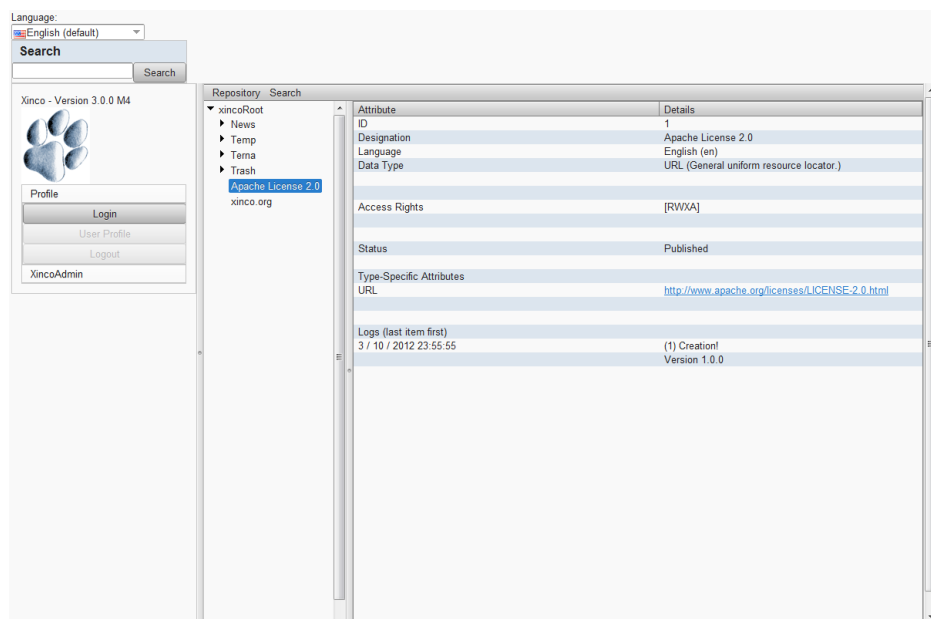 Language:
English (default)
Search
Search
Xinco - Version 3.0.0 M4
Profile
Login
User Profile
Logout
XincoAdmin
Repository Search
xincoRoot
News
Temp
Tema
Trash
Apache License 2.0
xinco.org
Attribute Details
ID 1
Designation Apache License 2.0
Language English (en)
Data Type URL (General uniform resource locator.)
Access Rights [RWXA]
Status Published
Type-Specific Attributes
URL http://www.apache.org/licenses/LICENSE-2.0.html
Logs (last item first)
3 / 10 / 2012 23:55:55 (1) Creation!
Version 1.0.0